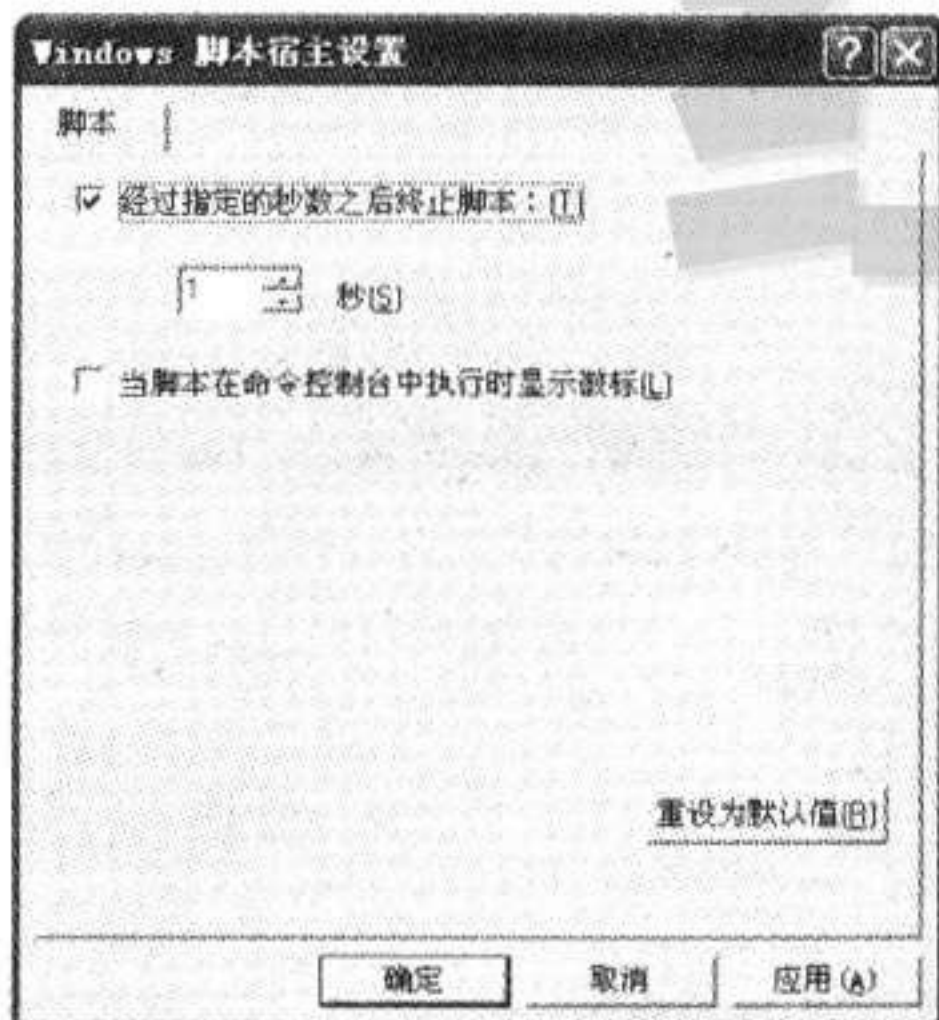 Windows 脚本宿主设置
脚本
经过指定的秒数之后终止脚本：(T)
1 秒(S)
当脚本在命令控制台中执行时显示徽标(L)
重设为默认值(R)
确定 取消 应用(A)